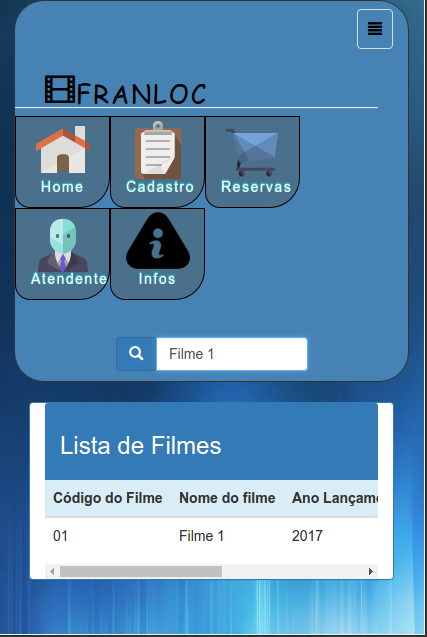 FRANLOC
Home Cadastro Reservas
Atendente Infos
Filme 1
Lista de Filmes
Código do Filme Nome do filme Ano Lançame
01 Filme 1 2017